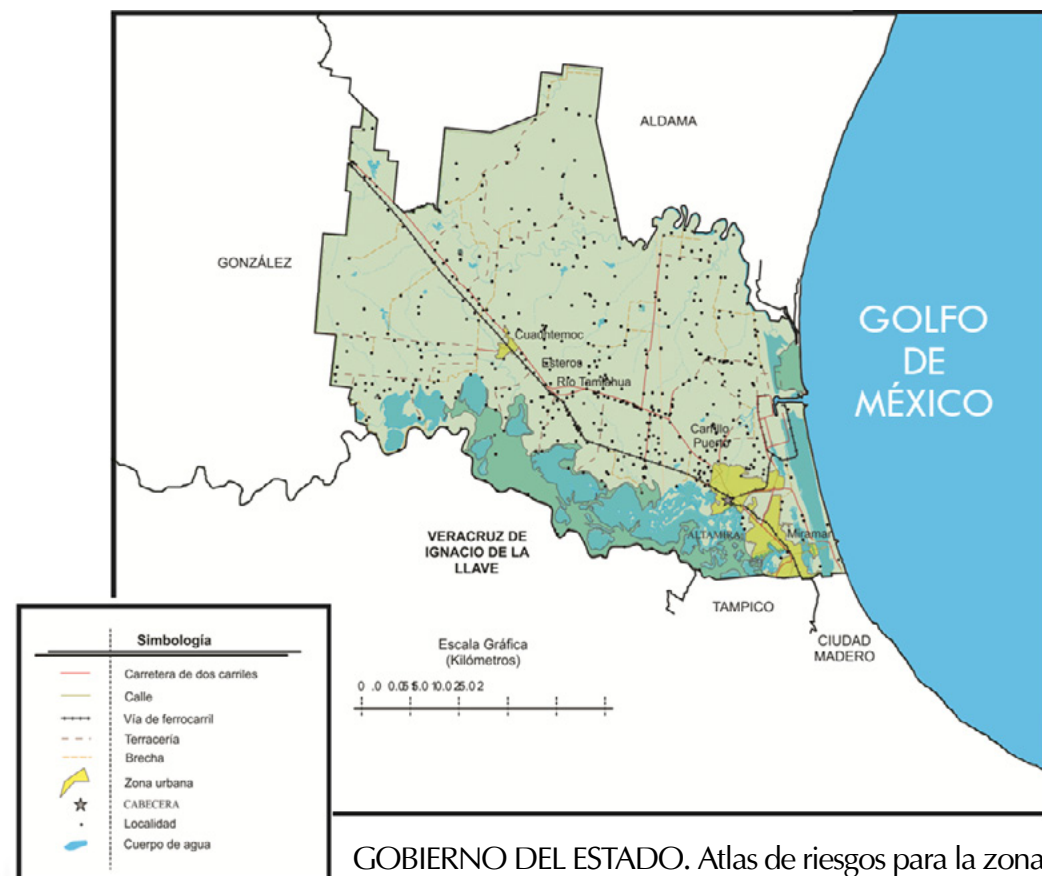 ALDAMA
GONZÁLEZ
GOLFO
DE
MÉXICO
Cuauhtemoc
Esteros
Río Tamiahua
Carrillo
Puerto
ALTAMIRA
Miramar
VERACRUZ DE
IGNACIO DE LA
LLAVE
TAMPICO
CIUDAD
MADERO
Escala Gráfica
(Kilómetros)
Simbología
Carretera de dos carriles
Calle
Vía de ferrocarril
Terracería
Brecha
Zona urbana
CABECERA
Localidad
Cuerpo de agua
GOBIERNO DEL ESTADO. Atlas de riesgos para la zona